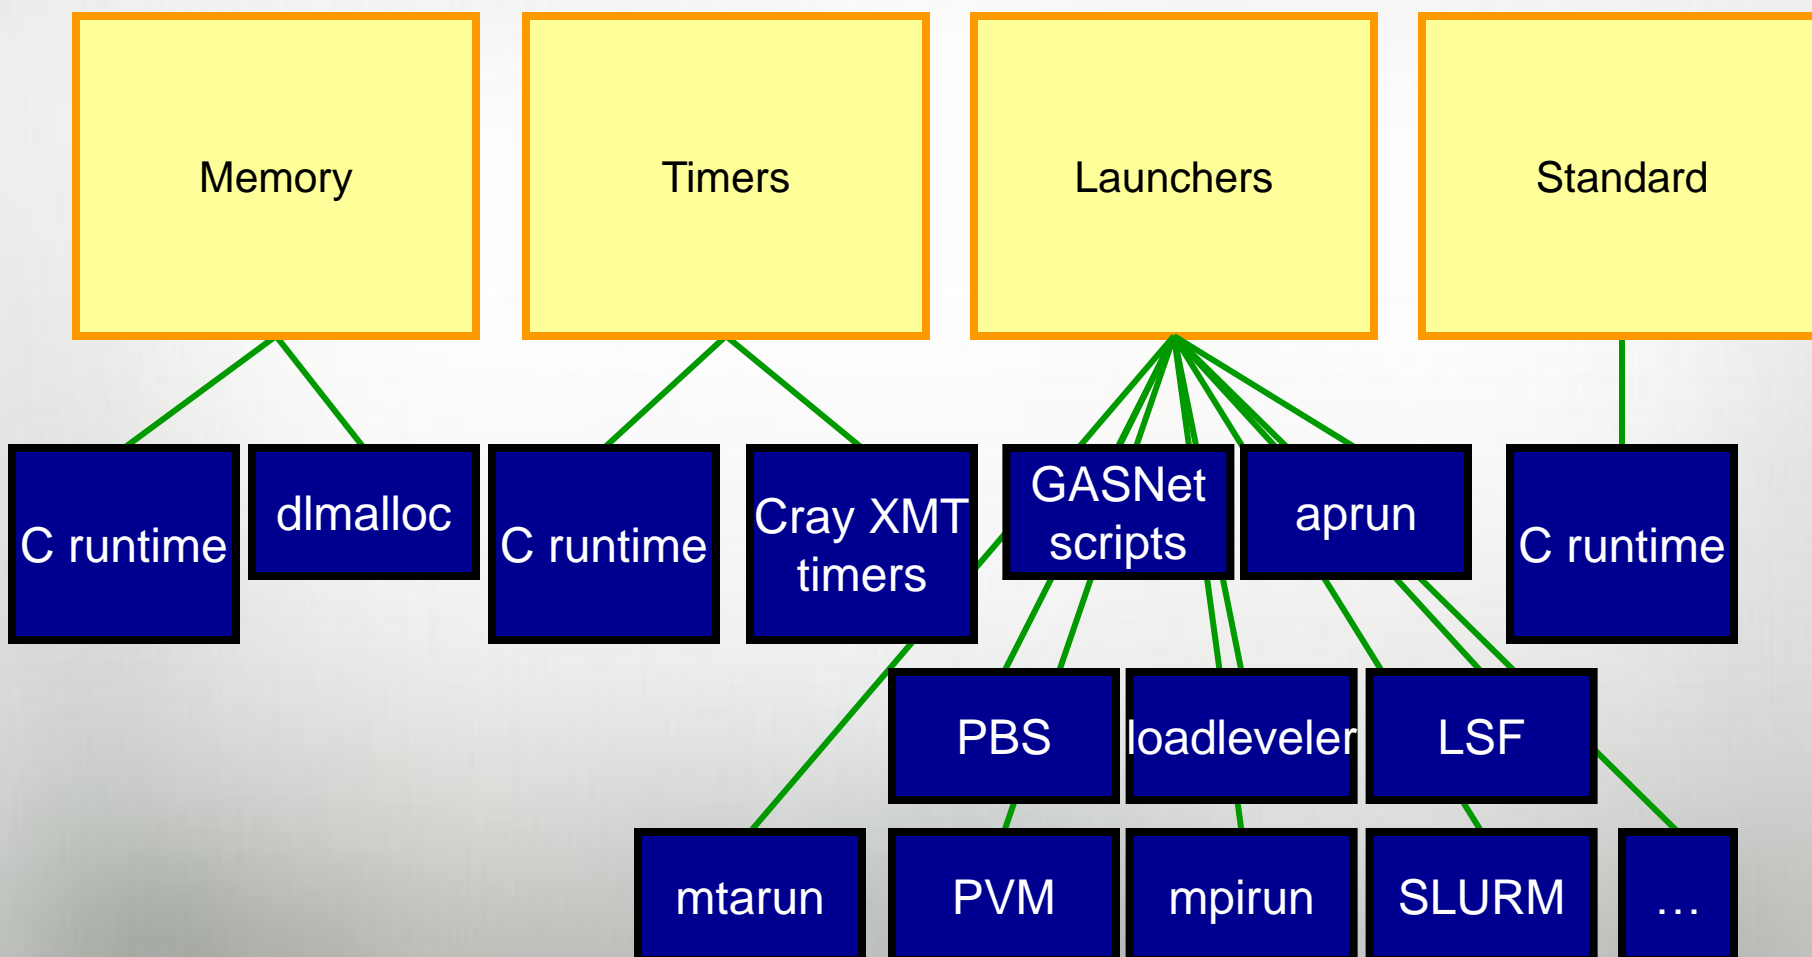 Memory
Timers
Launchers
Standard
C runtime
dlmalloc
C runtime
Cray XMT
timers
GASNet
scripts
aprun
C runtime
PBS
loadleveler
LSF
mtarun
PVM
mpirun
SLURM
…